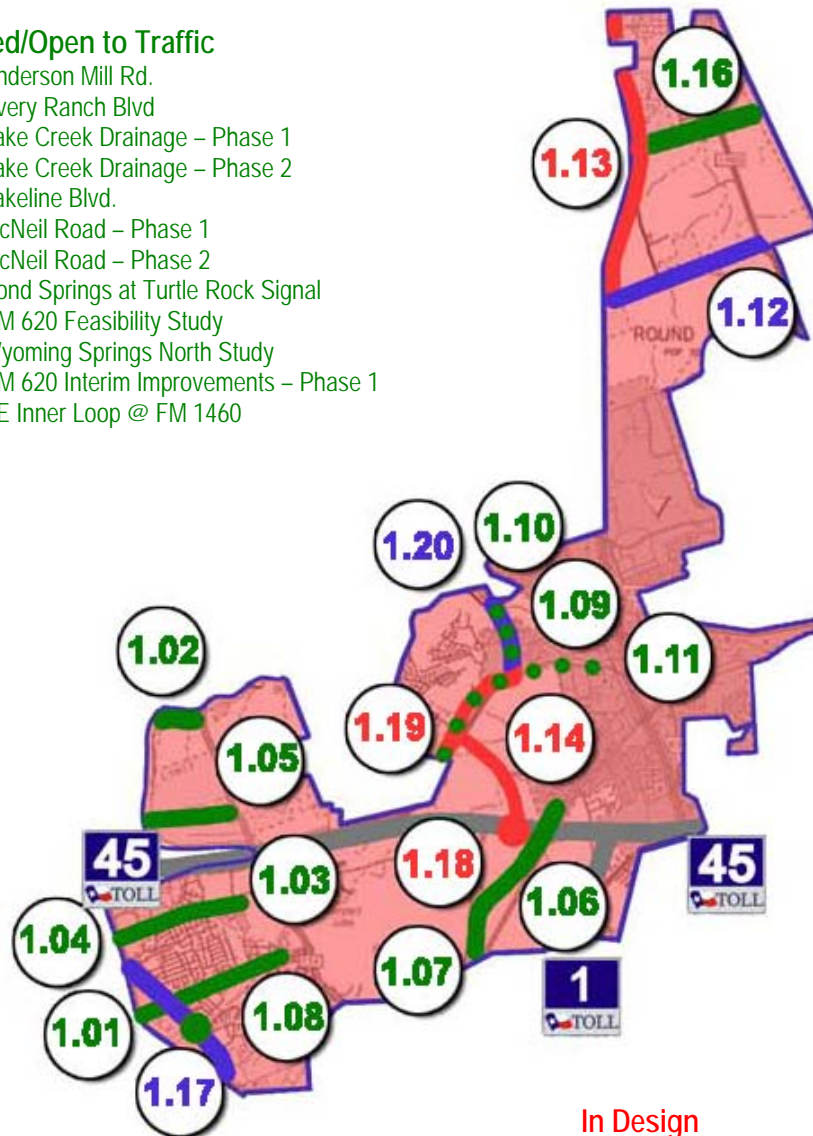 ed/Open to Traffic
nderson Mill Rd.
very Ranch Blvd
ake Creek Drainage – Phase 1
ake Creek Drainage – Phase 2
akeline Blvd.
cNeil Road – Phase 1
cNeil Road – Phase 2
ond Springs at Turtle Rock Signal
M 620 Feasibility Study
yoming Springs North Study
M 620 Interim Improvements – Phase 1
E Inner Loop @ FM 1460
1.16
1.13
1.12
ROUND
1.20
1.10
1.09
1.02
1.11
1.19
1.14
1.05
45
TOLL
1.03
1.18
45
TOLL
1.06
1.04
1.07
1
TOLL
1.01
1.08
1.17
In Design